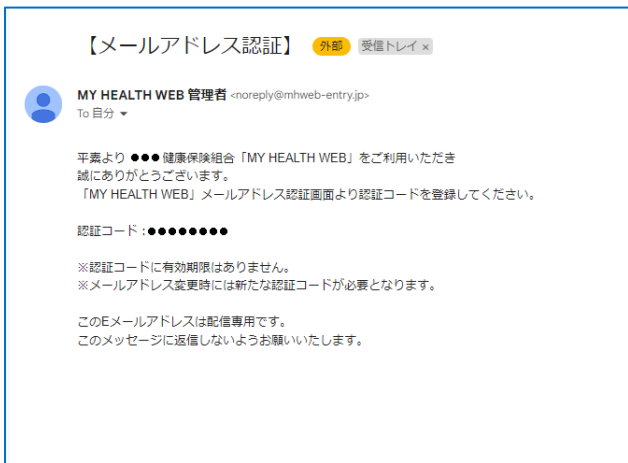 【メールアドレス認証】 外部 受信トレイ ×
MY HEALTH WEB 管理者 <noreply@mhweb-entry.jp>
To 自分
平素より ●●● 健康保険組合「MY HEALTH WEB」をご利用いただき
誠にありがとうございます。
「MY HEALTH WEB」メールアドレス認証画面より認証コードを登録してください。
認証コード :●●●●●●●●
※認証コードに有効期限はありません。
※メールアドレス変更時には新たな認証コードが必要となります。
このEメールアドレスは配信専用です。
このメッセージに返信しないようお願いいたします。